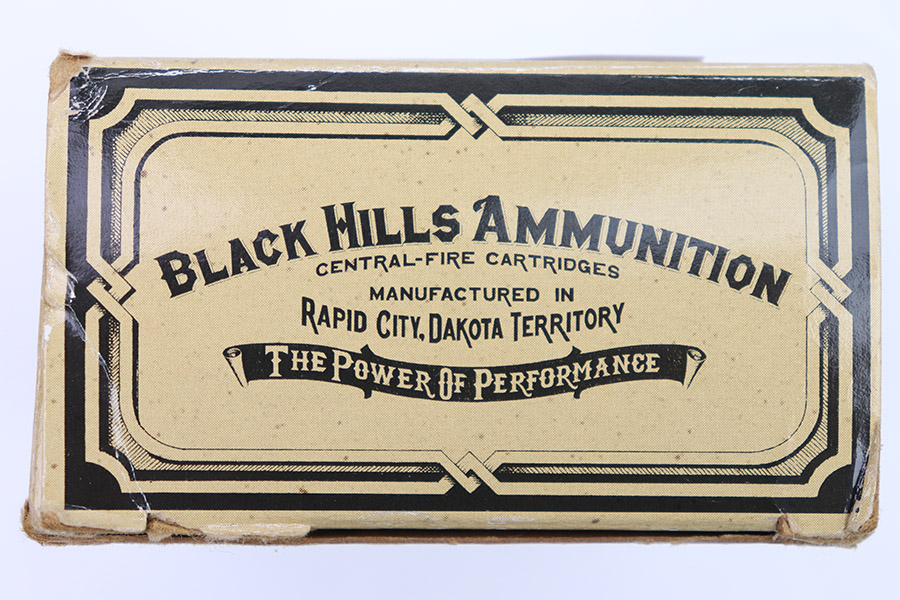 BLACK HILLS AMMUNITION
CENTRAL-FIRE CARTRIDGES
MANUFACTURED IN
RAPID CITY, DAKOTA TERRITORY
THE POWER OF PERFORMANCE